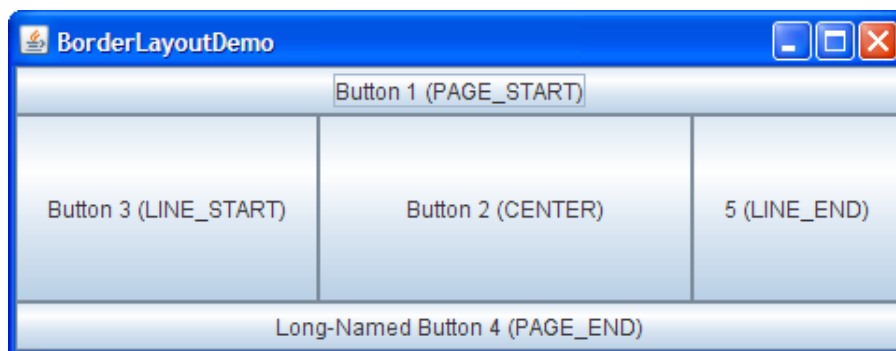 BorderLayoutDemo
Button 1 (PAGE_START)
Button 3 (LINE_START)
Button 2 (CENTER)
5 (LINE_END)
Long-Named Button 4 (PAGE_END)